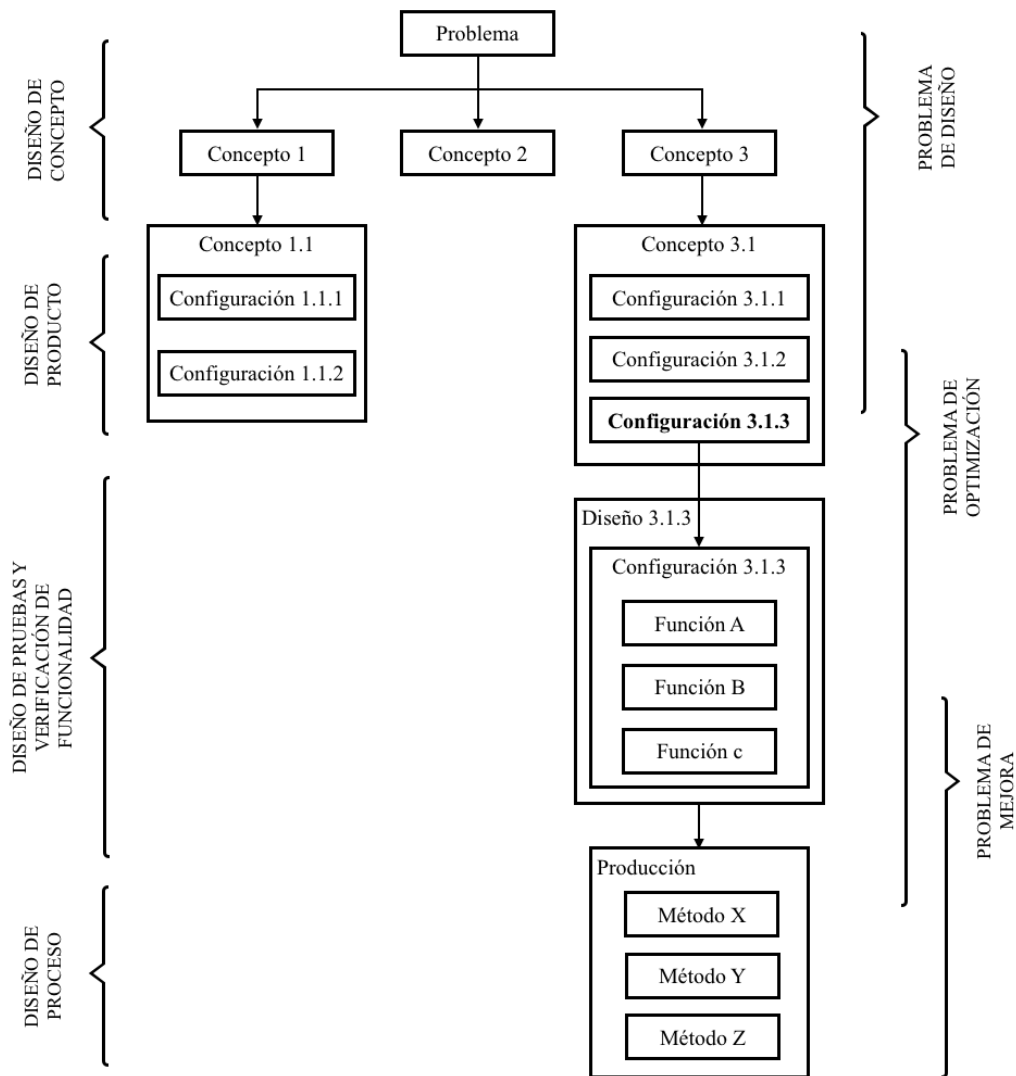 Problema
DISEÑO DE
CONCEPTO
PROBLEMA
DE DISEÑO
Concepto 1
Concepto 2
Concepto 3
Concepto 1.1
Concepto 3.1
DISEÑO DE
PRODUCTO
Configuración 1.1.1
Configuración 3.1.1
Configuración 1.1.2
Configuración 3.1.2
Configuración 3.1.3
PROBLEMA DE
OPTIMIZACIÓN
Diseño 3.1.3
Configuración 3.1.3
DISEÑO DE PRUEBAS Y
VERIFICACIÓN DE
FUNCIONALIDAD
Función A
Función B
Función c
PROBLEMA DE
MEJORA
Producción
DISEÑO DE
PROCESO
Método X
Método Y
Método Z